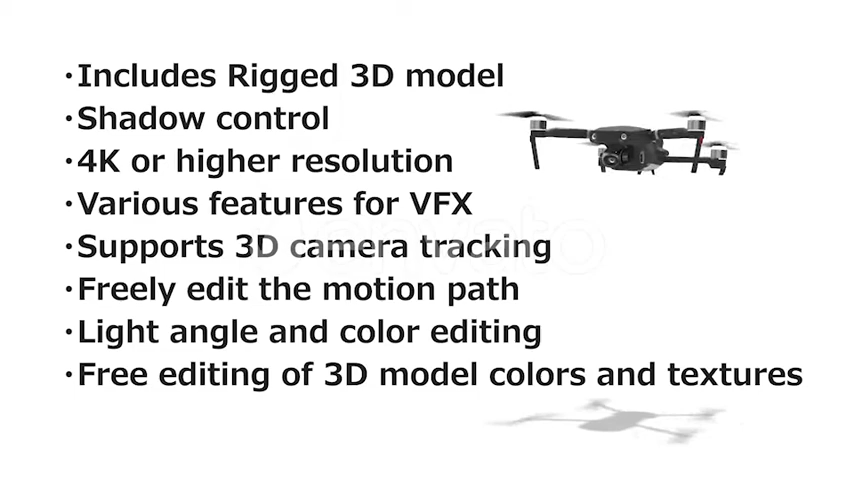 ・Includes Rigged 3D model
・Shadow control
・4K or higher resolution
・Various features for VFX
・Supports 3D camera tracking
・Freely edit the motion path
・Light angle and color editing
・Free editing of 3D model colors and textures
envato